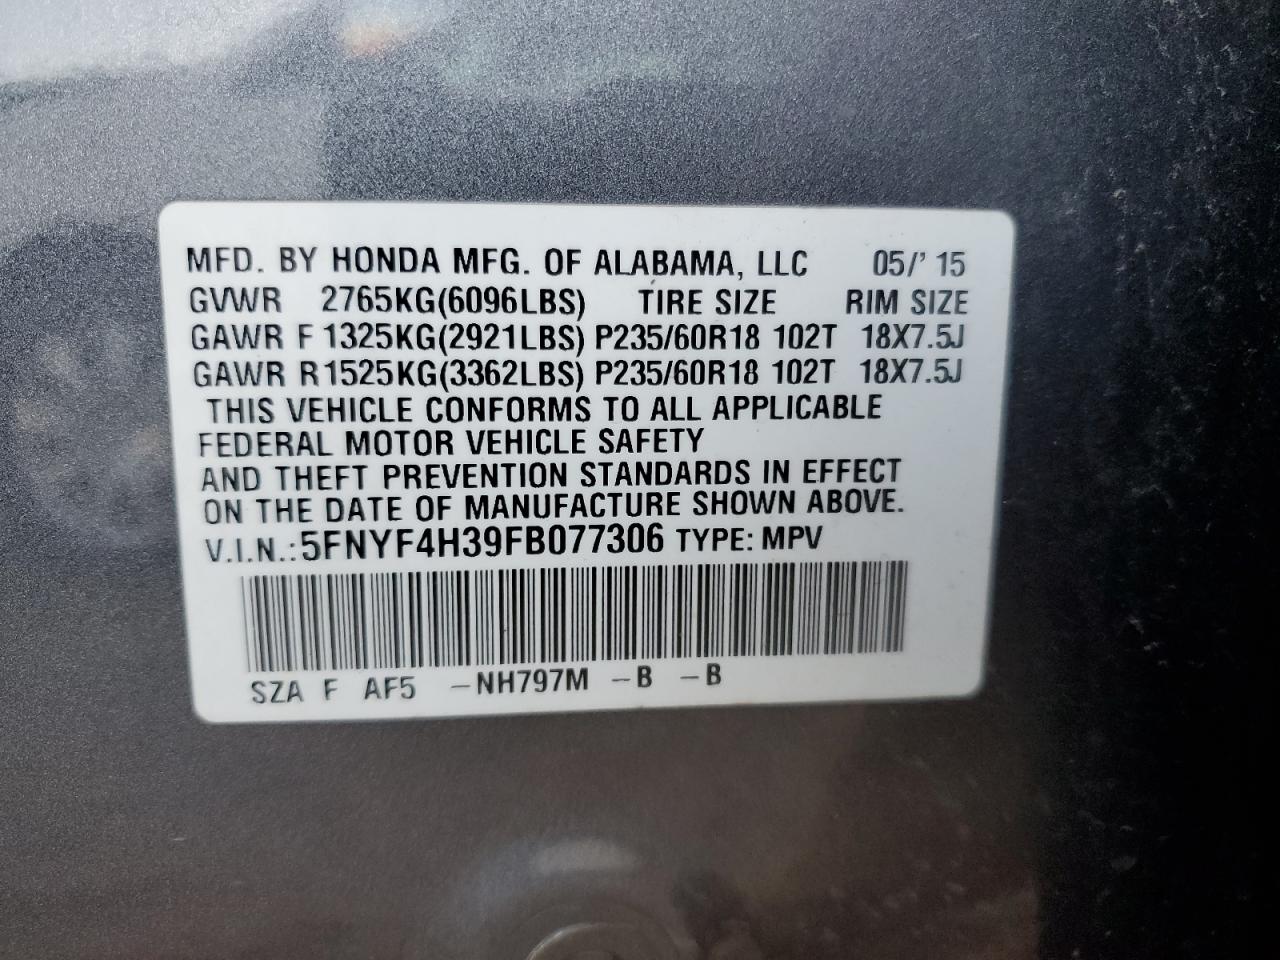 MFD. BY HONDA MFG. OF ALABAMA, LLC 05/' 15
GVWR 2765KG(6096LBS) TIRE SIZE RIM SIZE
GAWR F 1325KG(2921LBS) P235/60R18 102T 18X7.5J
GAWR R1525KG(3362LBS) P235/60R18 102T 18X7.5J
THIS VEHICLE CONFORMS TO ALL APPLICABLE
FEDERAL MOTOR VEHICLE SAFETY
AND THEFT PREVENTION STANDARDS IN EFFECT
ON THE DATE OF MANUFACTURE SHOWN ABOVE.
V.I.N.: 5FNYF4H39FB077306 TYPE: MPV
SZA F AF5 -NH797M -B -B